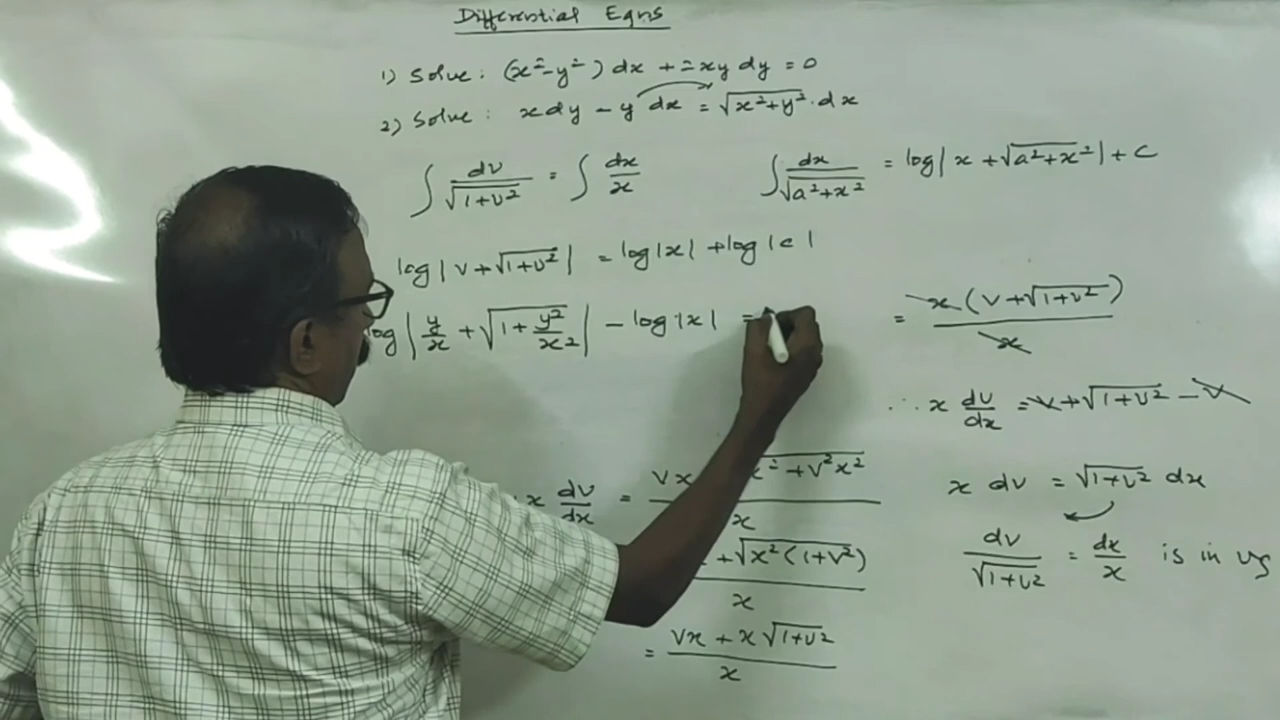 Differential Eqns
1) Solve: (x²-y²) dx + 2xy dy = 0
2) Solve: x dy - y dx = √(x²+y²) · dx
∫ dv/√(1+v²) = ∫ dx/x
∫ dx/√(a²+x²) = log|x + √(a²+x²)| + c
log|v+√(1+v²)| = log|x| + log|c|
log|y/x + √(1+y²/x²)| - log|x| =
x dv/dx =
x² + v²x²
x
+ √(x²(1+v²))
x
= (vx + x√(1+v²))/x
= x(v+√(1+v²))/x
∴ x dv/dx = v+√(1+v²) - v
x dv = √(1+v²) dx
dv/√(1+v²) = dx/x is in vs